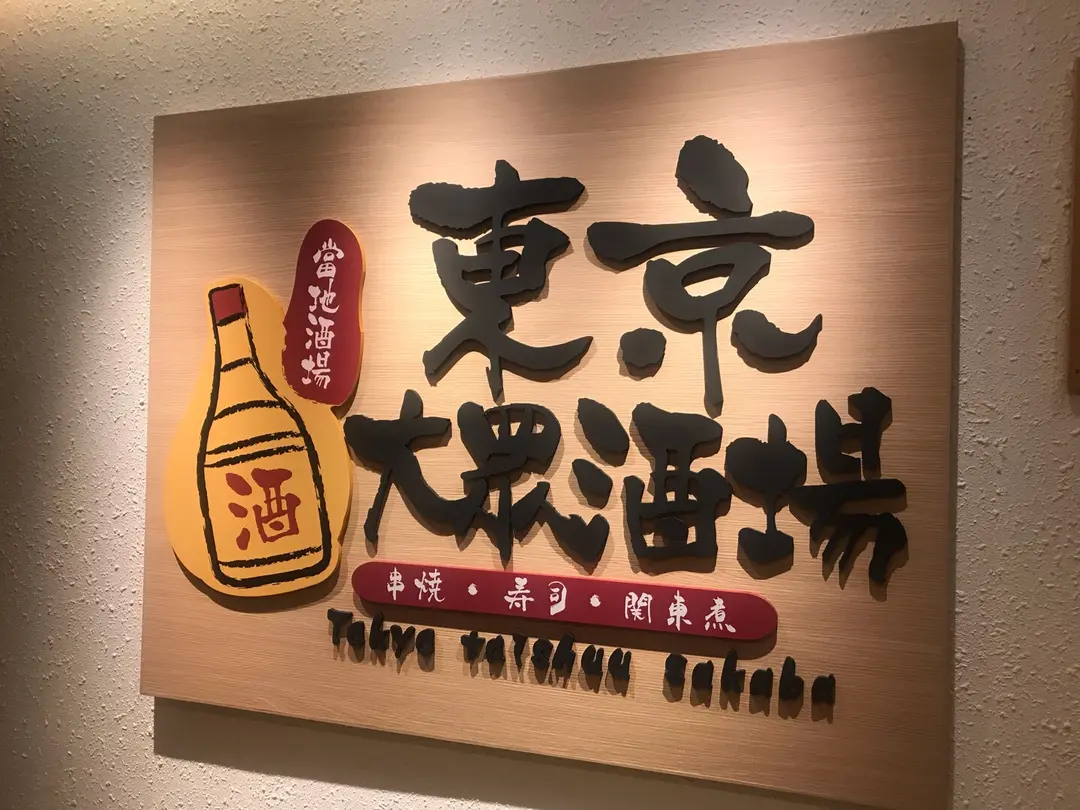 東京
當地酒場
大眾酒場
酒
串焼・寿司・関東煮
Tokyo taishuu sakaba